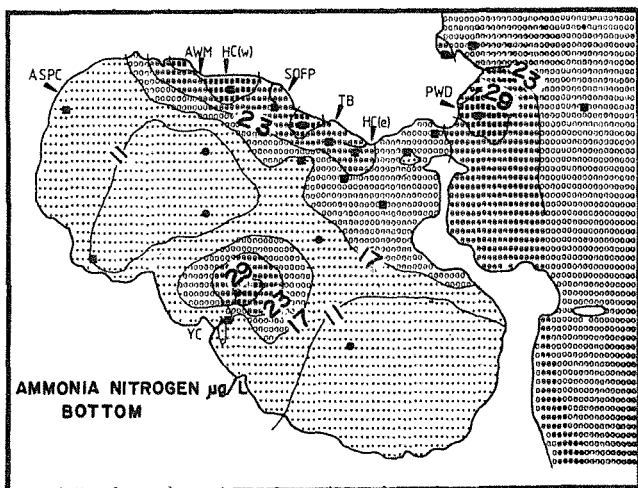 AWM HC(w)
ASPC
SOFP
TB
HC(e)
PWD
23
29
23
11
17
29
23
17
11
YC
AMMONIA NITROGEN µg/L
BOTTOM